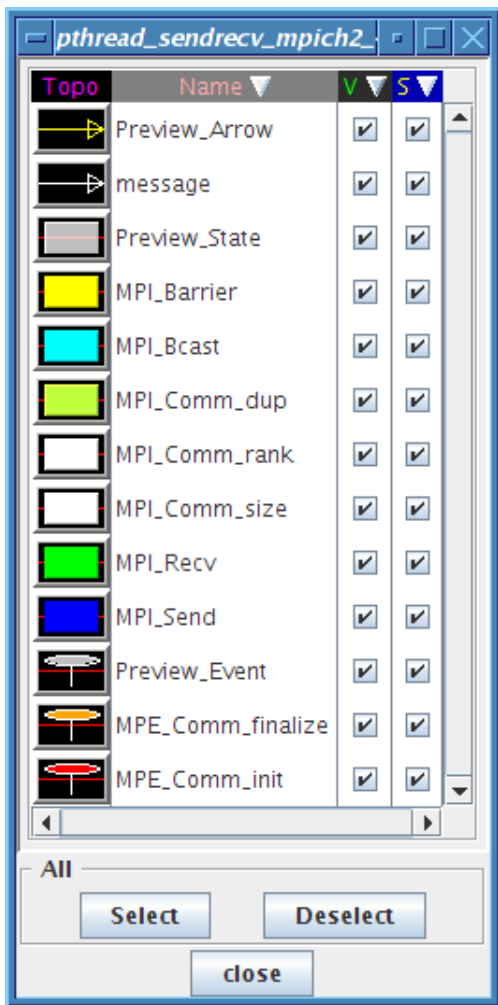 pthread_sendrecv_mpich2_
Topo Name V S
Preview_Arrow
message
Preview_State
MPI_Barrier
MPI_Bcast
MPI_Comm_dup
MPI_Comm_rank
MPI_Comm_size
MPI_Recv
MPI_Send
Preview_Event
MPE_Comm_finalize
MPE_Comm_init
All
Select Deselect
close